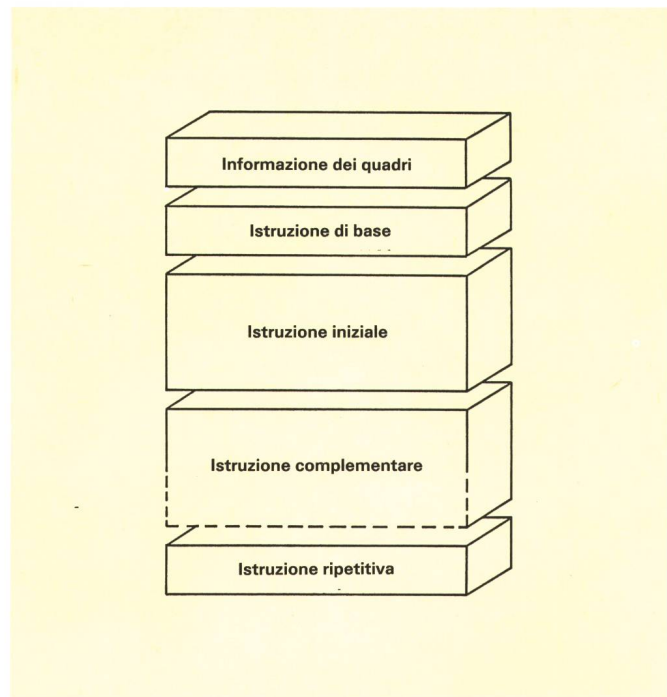 Informazione dei quadri
Istruzione di base
Istruzione iniziale
Istruzione complementare
Istruzione ripetitiva